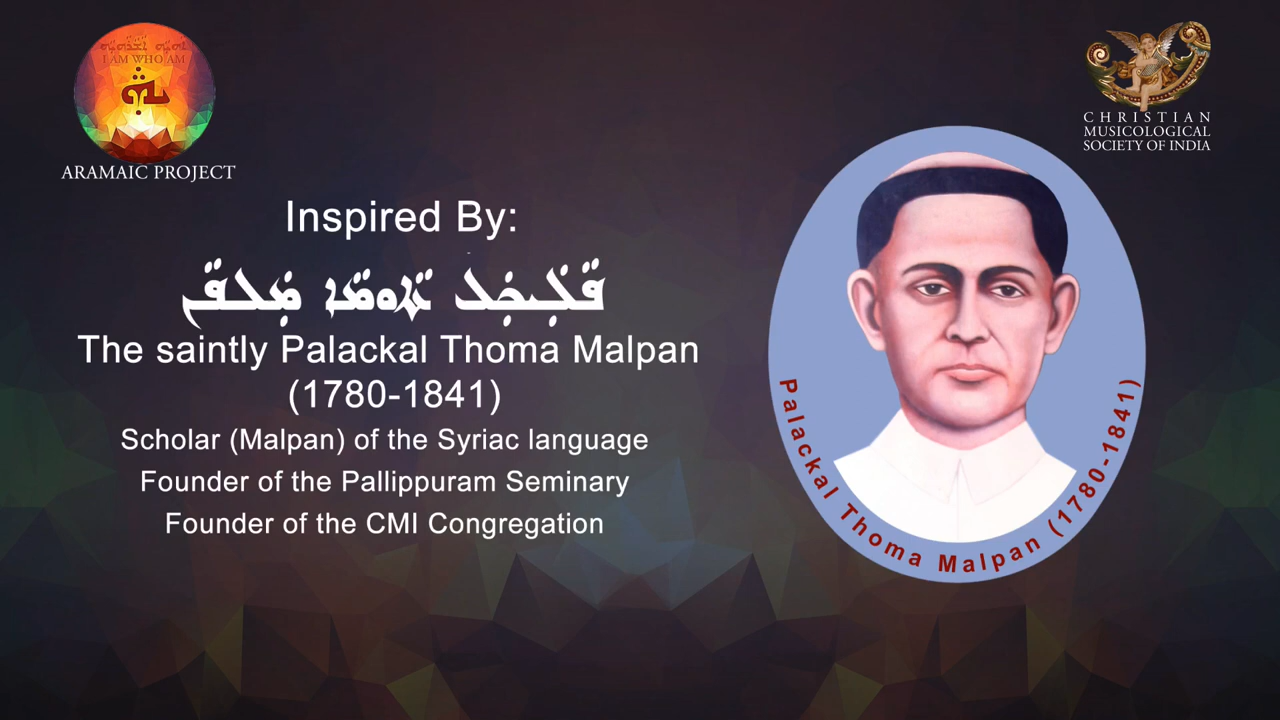 I AM WHO AM
ARAMAIC PROJECT
CHRISTIAN
MUSICOLOGICAL
SOCIETY OF INDIA
Inspired By:
The saintly Palackal Thoma Malpan
(1780-1841)
Scholar (Malpan) of the Syriac language
Founder of the Pallippuram Seminary
Founder of the CMI Congregation
Palackal Thoma Malpan (1780-1841)